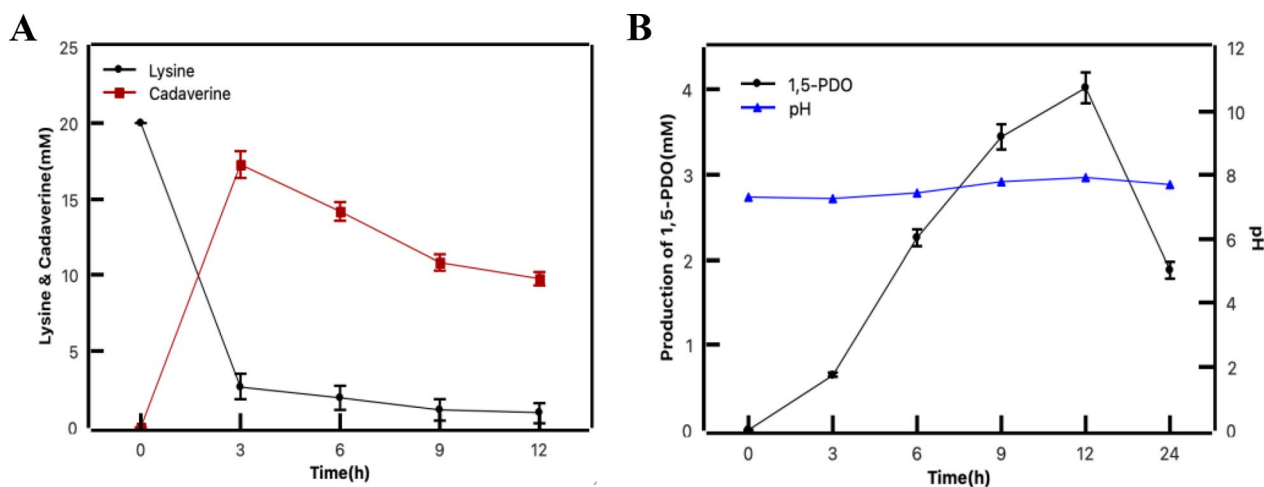 A
Lysine & Cadaverine(mM)
25
20
15
10
5
0
Lysine
Cadaverine
0 3 6 9 12
Time(h)
B
Production of 1,5-PDO(mM)
4
3
2
1
0
1,5-PDO
pH
12
10
8
6
4
2
0
pH
0 3 6 9 12 24
Time(h)